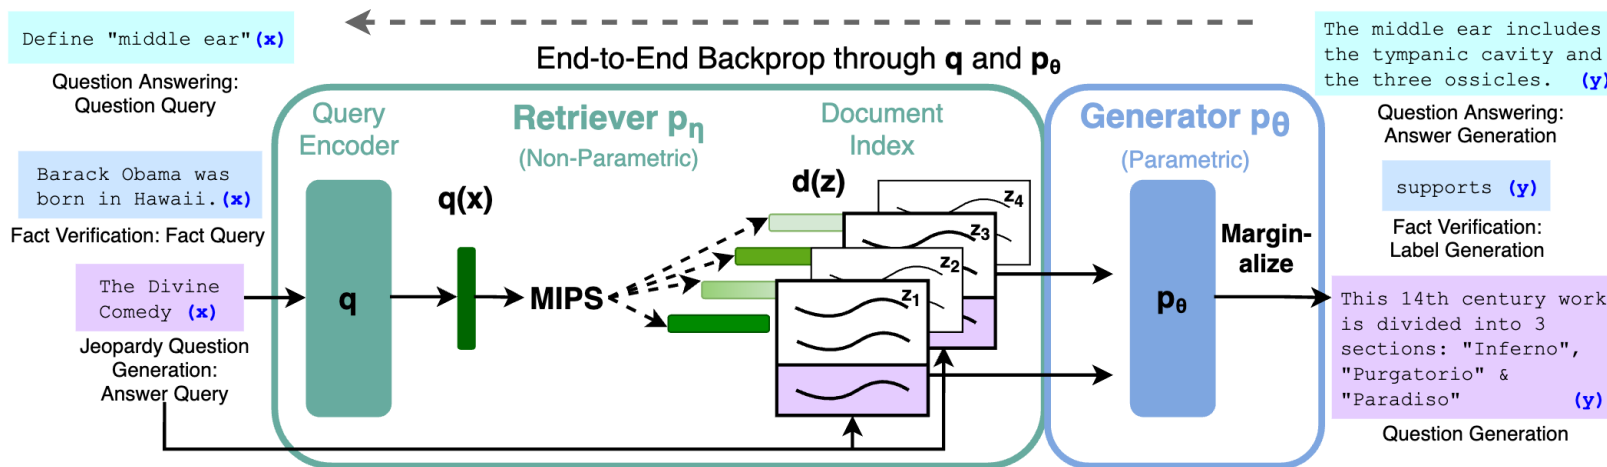 Define "middle ear" (x)
Question Answering:
Question Query
Barack Obama was
born in Hawaii. (x)
Fact Verification: Fact Query
The Divine
Comedy (x)
Jeopardy Question
Generation:
Answer Query
End-to-End Backprop through q and pθ
Query
Encoder
Retriever pη
(Non-Parametric)
Document
Index
q
q(x)
MIPS
d(z)
z4
z3
z2
z1
Generator pθ
(Parametric)
pθ
Margin-
alize
The middle ear includes
the tympanic cavity and
the three ossicles. (y)
Question Answering:
Answer Generation
supports (y)
Fact Verification:
Label Generation
This 14th century work
is divided into 3
sections: "Inferno",
"Purgatorio" &
"Paradiso" (y)
Question Generation